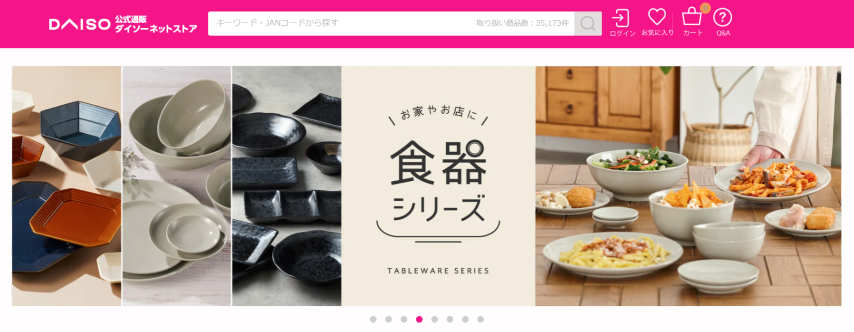 DAISO
公式通販
ダイソーネットストア
キーワード・JANコードから探す
取り扱い商品数：35,173件
ログイン
お気に入り
カート
Q&A
お家やお店に
食器
シリーズ
TABLEWARE SERIES